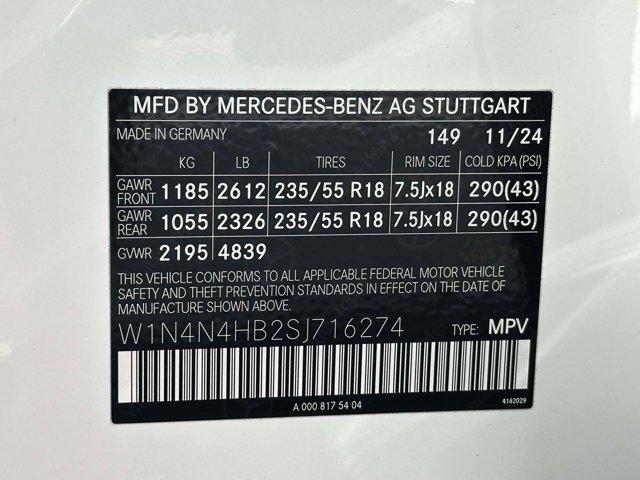 MFD BY MERCEDES-BENZ AG STUTTGART
MADE IN GERMANY 149 11/24
KG LB TIRES RIM SIZE COLD KPA (PSI)
GAWR FRONT 1185 2612 235/55 R18 7.5Jx18 290(43)
GAWR REAR 1055 2326 235/55 R18 7.5Jx18 290(43)
GVWR 2195 4839
THIS VEHICLE CONFORMS TO ALL APPLICABLE FEDERAL MOTOR VEHICLE
SAFETY AND THEFT PREVENTION STANDARDS IN EFFECT ON THE DATE
OF MANUFACTURE SHOWN ABOVE.
W1N4N4HB2SJ716274 TYPE: MPV
A 000 817 54 04 4162029